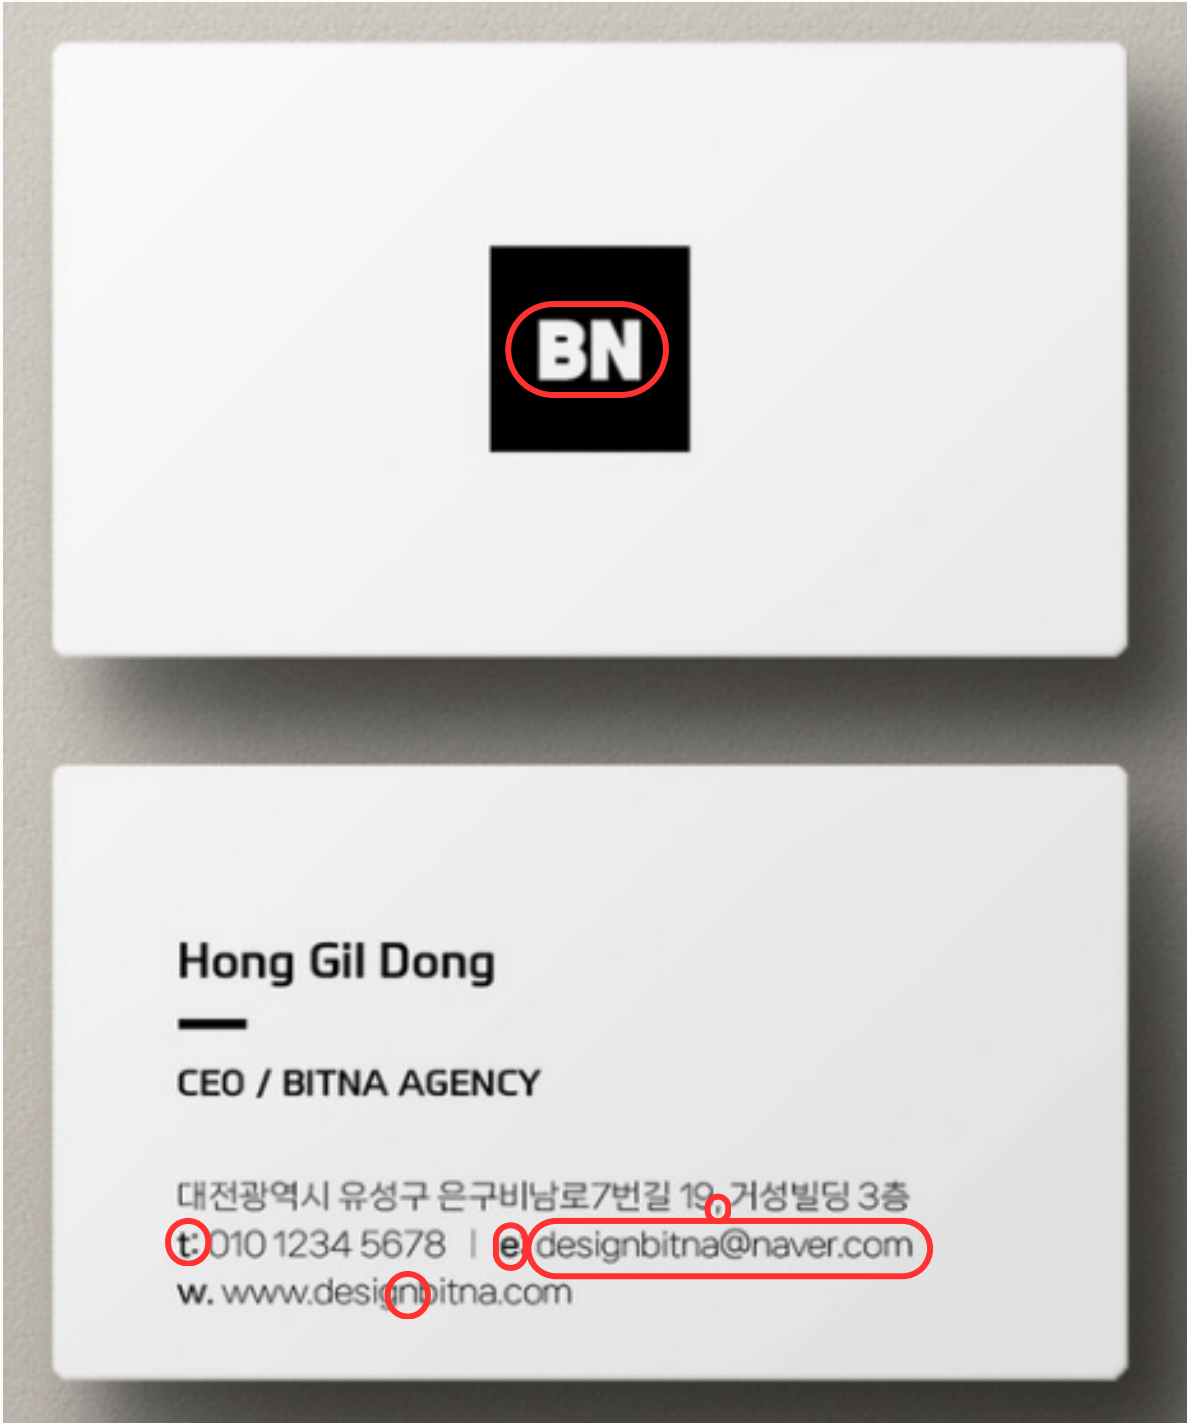 BN
Hong Gil Dong
CEO / BITNA AGENCY
대전광역시 유성구 은구비남로7번길 19, 거성빌딩 3층
t: 010 1234 5678 | e. designbitna@naver.com
w. www.designbitna.com